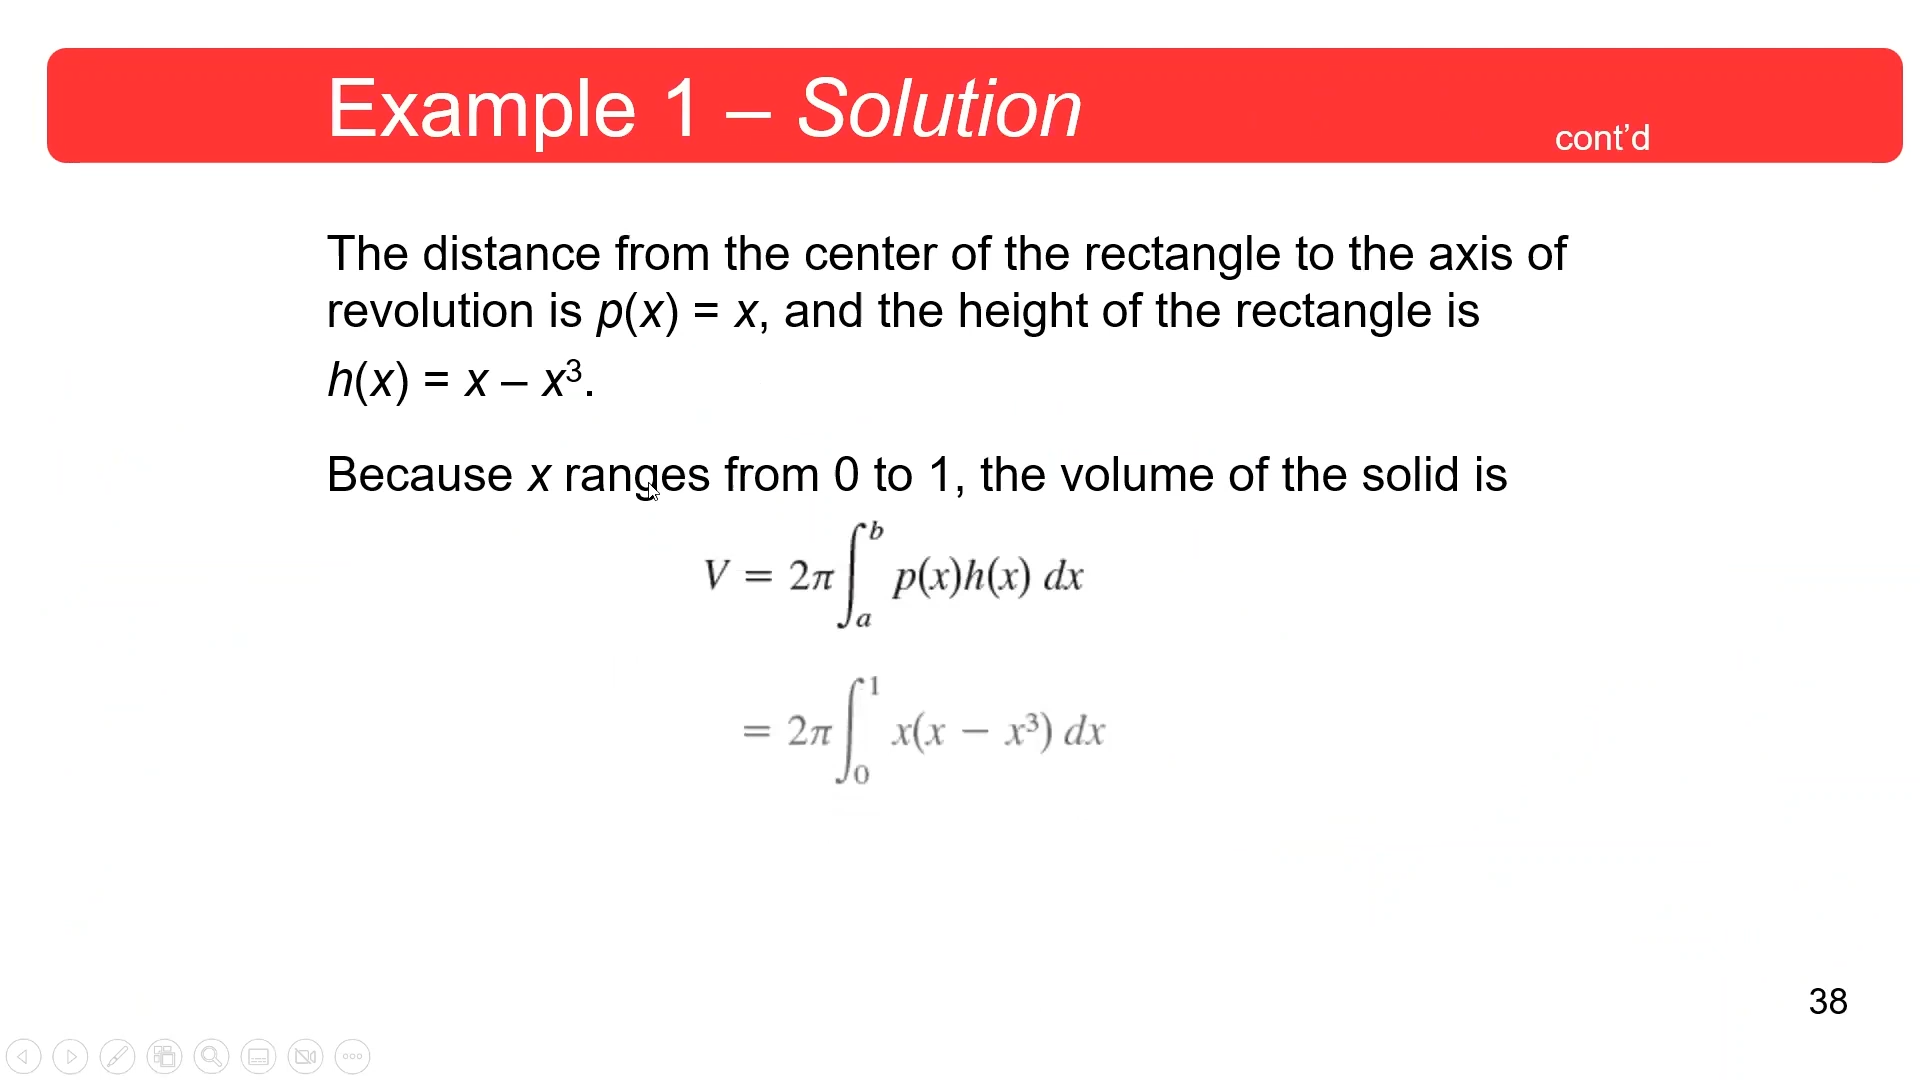 Example 1 – Solution
cont’d
The distance from the center of the rectangle to the axis of
revolution is p(x) = x, and the height of the rectangle is
h(x) = x – x³.
Because x ranges from 0 to 1, the volume of the solid is
V = 2π∫ₐᵇ p(x)h(x) dx
= 2π∫₀¹ x(x − x³) dx
38